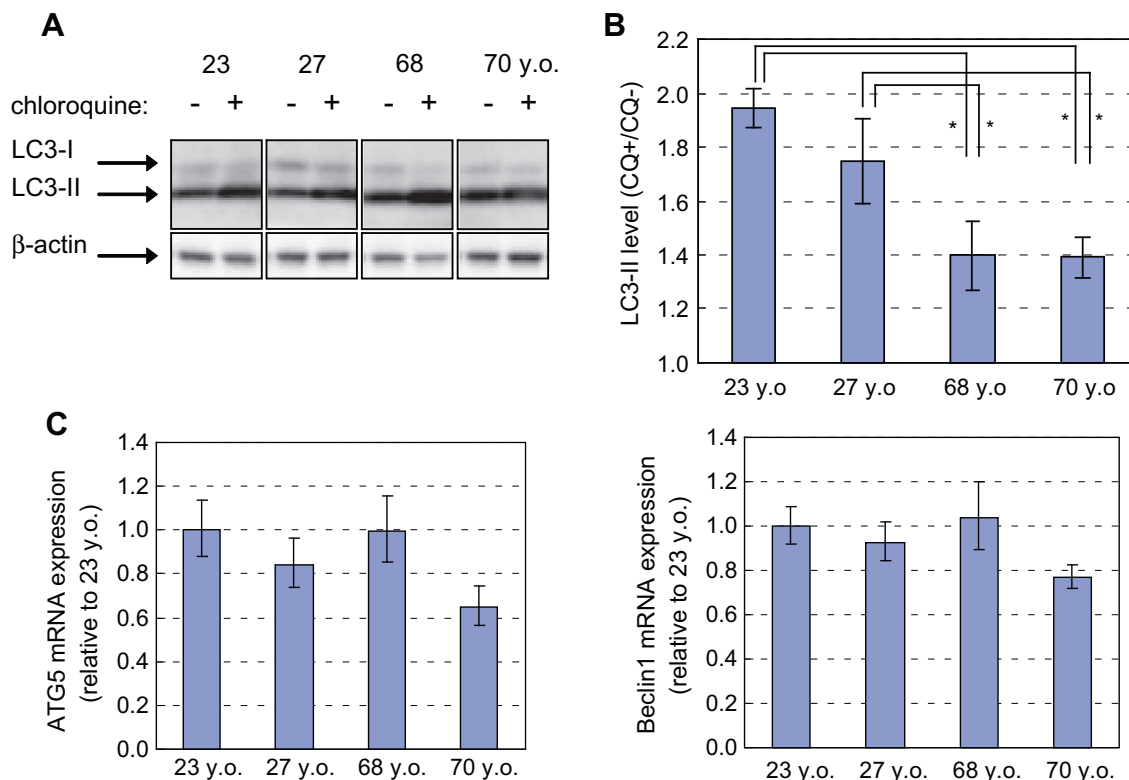 A
23 27 68 70 y.o.
chloroquine: - + - + - + - +
LC3-I
LC3-II
β-actin
B
LC3-II level (CQ+/CQ-)
2.2
2.0
1.8
1.6
1.4
1.2
1.0
* * * *
23 y.o 27 y.o 68 y.o 70 y.o
C
ATG5 mRNA expression
(relative to 23 y.o.)
1.4
1.2
1.0
0.8
0.6
0.4
0.2
0.0
23 y.o. 27 y.o. 68 y.o. 70 y.o.
Beclin1 mRNA expression
(relative to 23 y.o.)
1.4
1.2
1.0
0.8
0.6
0.4
0.2
0.0
23 y.o. 27 y.o. 68 y.o. 70 y.o.